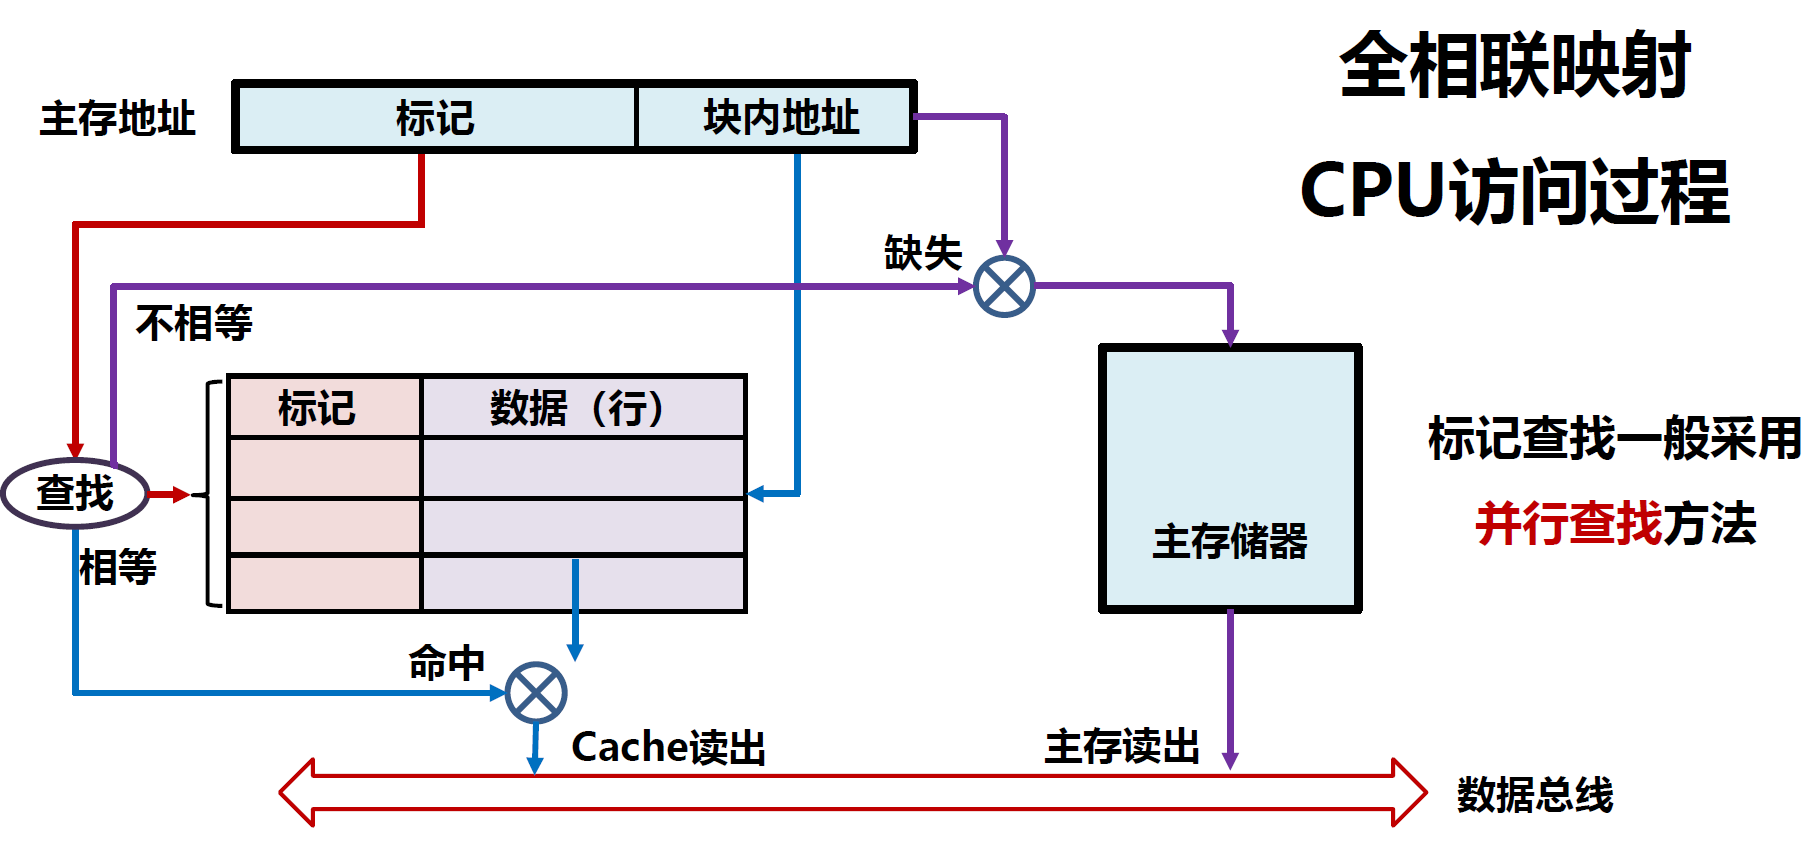 全相联映射
CPU访问过程
主存地址
标记
块内地址
缺失
不相等
标记
数据（行）
查找
相等
主存储器
标记查找一般采用
并行查找方法
命中
Cache读出
主存读出
数据总线